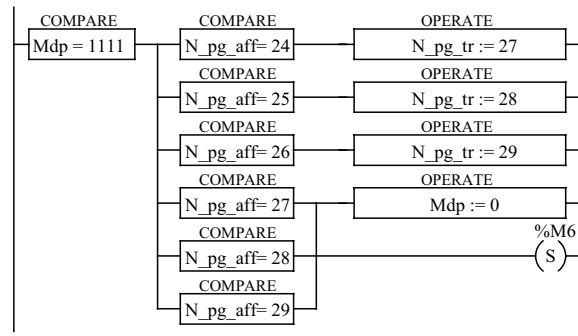 COMPARE COMPARE OPERATE
Mdp = 1111 N_pg_aff= 24 N_pg_tr := 27
COMPARE OPERATE
N_pg_aff= 25 N_pg_tr := 28
COMPARE OPERATE
N_pg_aff= 26 N_pg_tr := 29
COMPARE OPERATE
N_pg_aff= 27 Mdp := 0
COMPARE %M6
N_pg_aff= 28 S
COMPARE
N_pg_aff= 29